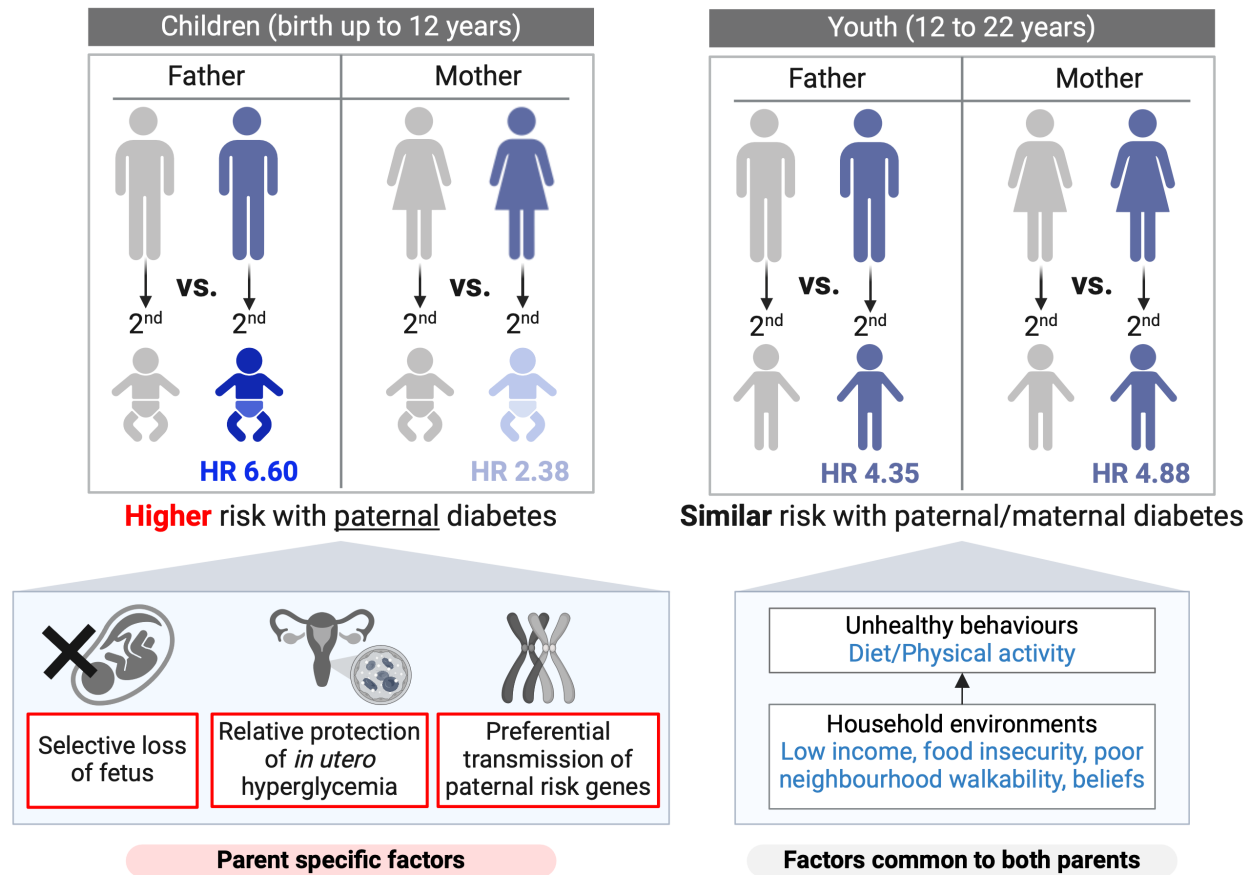 Children (birth up to 12 years)
Father
Mother
vs.
vs.
2nd
2nd
2nd
2nd
HR 6.60
HR 2.38
Higher risk with paternal diabetes
Selective loss
of fetus
Relative protection
of in utero
hyperglycemia
Preferential
transmission of
paternal risk genes
Parent specific factors
Youth (12 to 22 years)
Father
Mother
vs.
vs.
2nd
2nd
2nd
2nd
HR 4.35
HR 4.88
Similar risk with paternal/maternal diabetes
Unhealthy behaviours
Diet/Physical activity
Household environments
Low income, food insecurity, poor
neighbourhood walkability, beliefs
Factors common to both parents